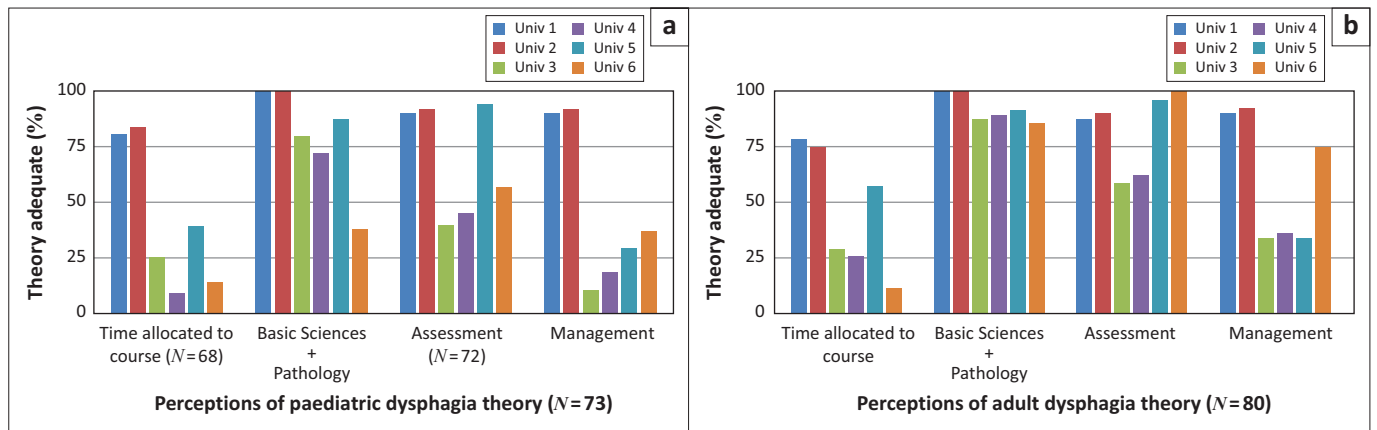 a
Univ 1 Univ 4
Univ 2 Univ 5
Univ 3 Univ 6
Theory adequate (%)
100
75
50
25
0
Time allocated to
course (N=68)
Basic Sciences
+
Pathology
Assessment
(N=72)
Management
Perceptions of paediatric dysphagia theory (N=73)
b
Univ 1 Univ 4
Univ 2 Univ 5
Univ 3 Univ 6
Theory adequate (%)
100
75
50
25
0
Time allocated to
course
Basic Sciences
+
Pathology
Assessment
Management
Perceptions of adult dysphagia theory (N=80)